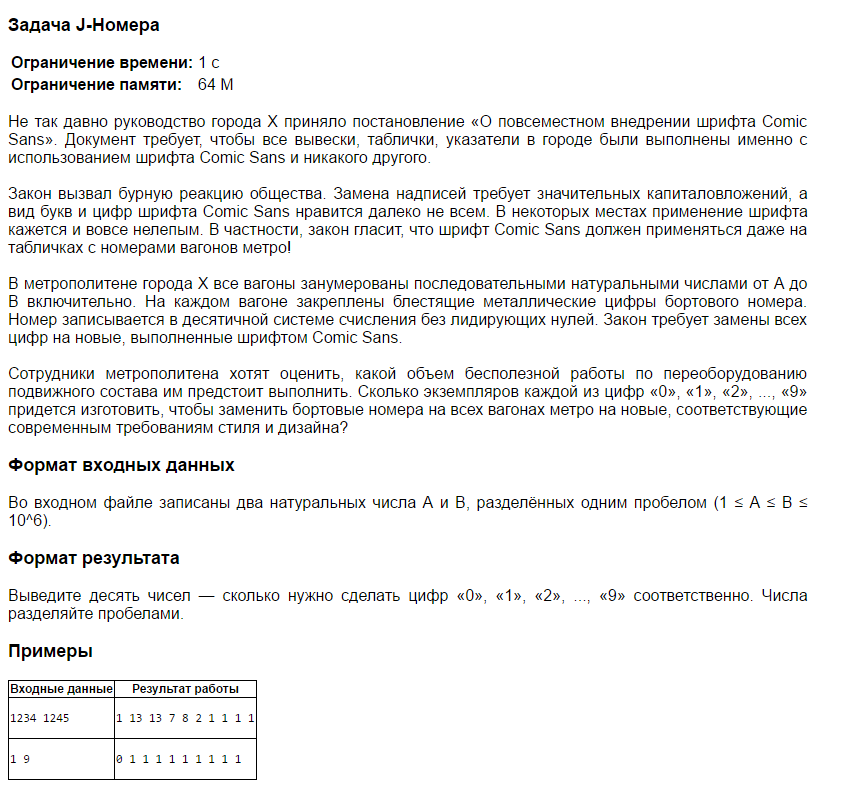 Задача J-Номера
Ограничение времени: 1 с
Ограничение памяти: 64 M
Не так давно руководство города X приняло постановление «О повсеместном внедрении шрифта Comic
Sans». Документ требует, чтобы все вывески, таблички, указатели в городе были выполнены именно с
использованием шрифта Comic Sans и никакого другого.
Закон вызвал бурную реакцию общества. Замена надписей требует значительных капиталовложений, а
вид букв и цифр шрифта Comic Sans нравится далеко не всем. В некоторых местах применение шрифта
кажется и вовсе нелепым. В частности, закон гласит, что шрифт Comic Sans должен применяться даже на
табличках с номерами вагонов метро!
В метрополитене города X все вагоны занумерованы последовательными натуральными числами от A до
B включительно. На каждом вагоне закреплены блестящие металлические цифры бортового номера.
Номер записывается в десятичной системе счисления без лидирующих нулей. Закон требует замены всех
цифр на новые, выполненные шрифтом Comic Sans.
Сотрудники метрополитена хотят оценить, какой объем бесполезной работы по переоборудованию
подвижного состава им предстоит выполнить. Сколько экземпляров каждой из цифр «0», «1», «2», ..., «9»
придется изготовить, чтобы заменить бортовые номера на всех вагонах метро на новые, соответствующие
современным требованиям стиля и дизайна?
Формат входных данных
Во входном файле записаны два натуральных числа A и B, разделённых одним пробелом (1 ≤ A ≤ B ≤
10^6).
Формат результата
Выведите десять чисел — сколько нужно сделать цифр «0», «1», «2», ..., «9» соответственно. Числа
разделяйте пробелами.
Примеры
Входные данные Результат работы
1234 1245 1 13 13 7 8 2 1 1 1 1
1 9 0 1 1 1 1 1 1 1 1 1